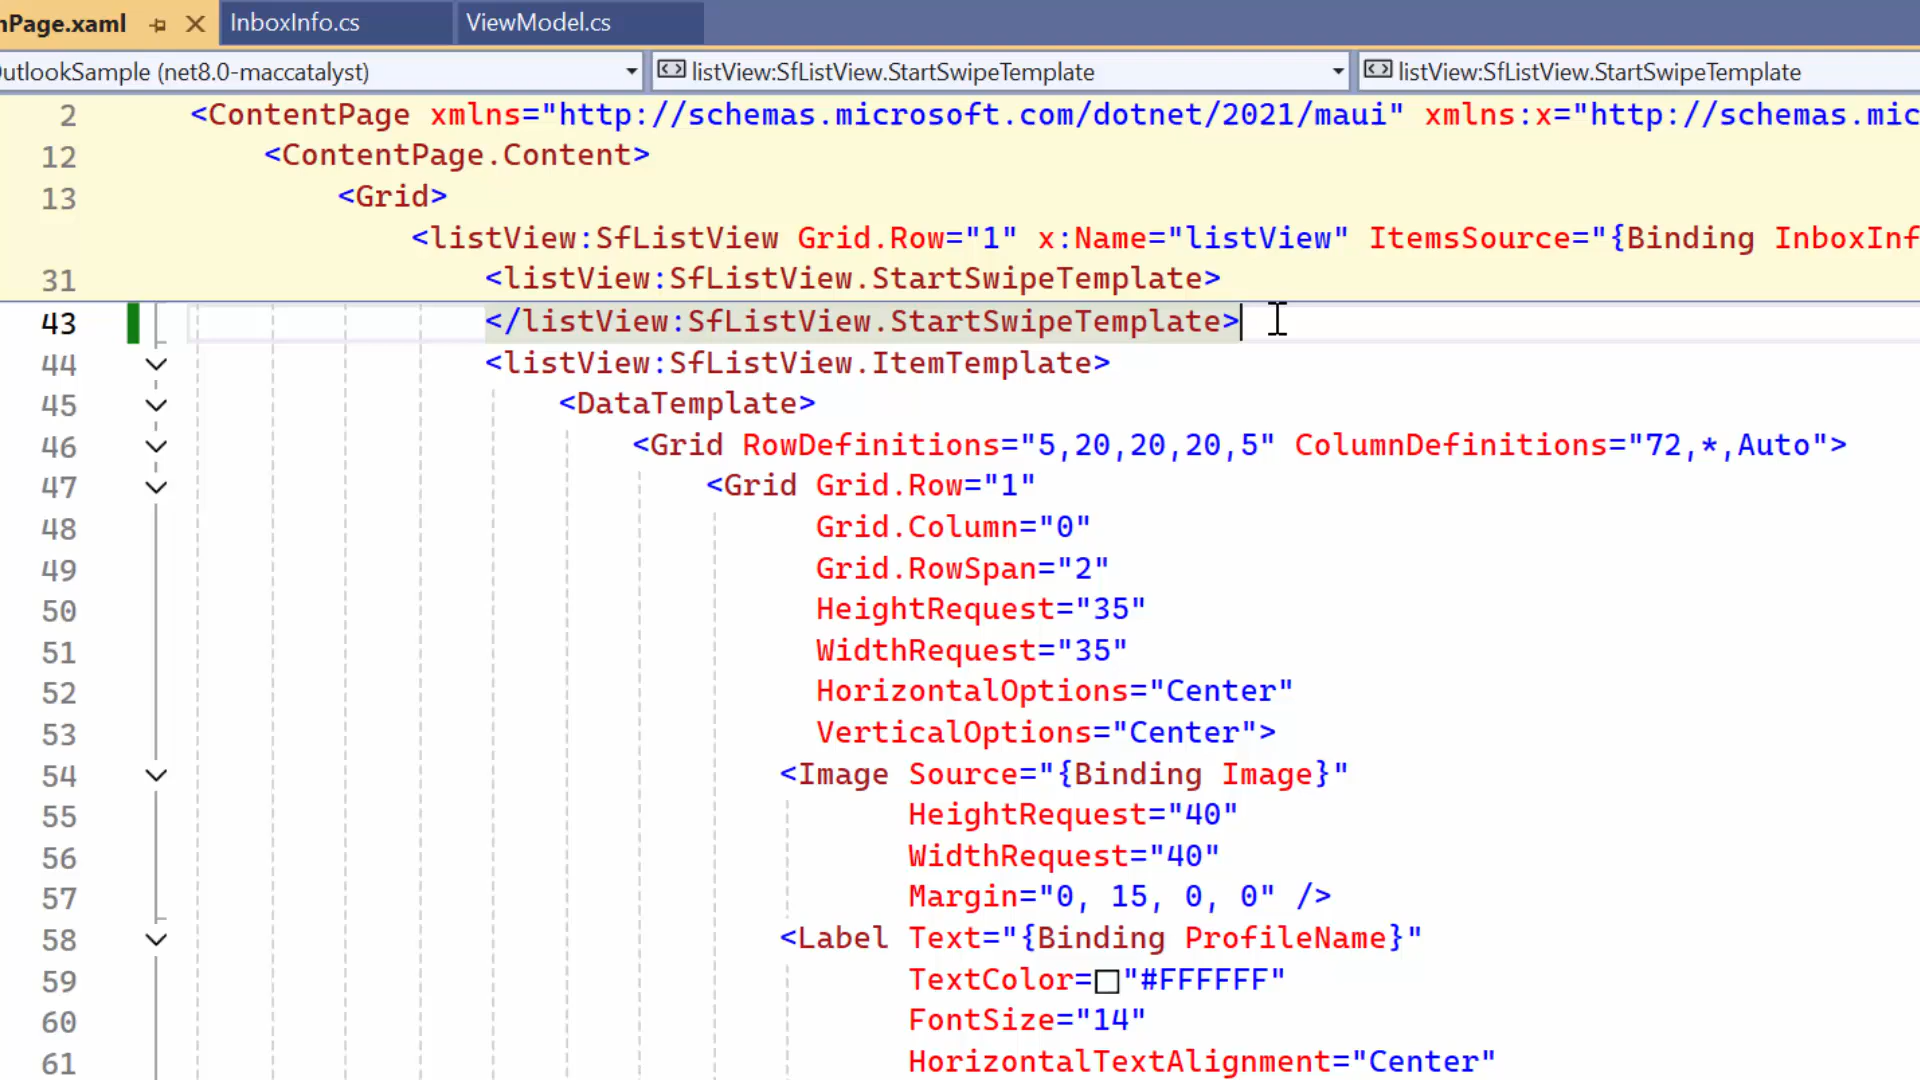 nPage.xaml InboxInfo.cs ViewModel.cs
OutlookSample (net8.0-maccatalyst) listView:SfListView.StartSwipeTemplate listView:SfListView.StartSwipeTemplate
2 <ContentPage xmlns="http://schemas.microsoft.com/dotnet/2021/maui" xmlns:x="http://schemas.mic
12 <ContentPage.Content>
13 <Grid>
<listView:SfListView Grid.Row="1" x:Name="listView" ItemsSource="{Binding InboxInf
31 <listView:SfListView.StartSwipeTemplate>
43 </listView:SfListView.StartSwipeTemplate>
44 <listView:SfListView.ItemTemplate>
45 <DataTemplate>
46 <Grid RowDefinitions="5,20,20,20,5" ColumnDefinitions="72,*,Auto">
47 <Grid Grid.Row="1"
48 Grid.Column="0"
49 Grid.RowSpan="2"
50 HeightRequest="35"
51 WidthRequest="35"
52 HorizontalOptions="Center"
53 VerticalOptions="Center">
54 <Image Source="{Binding Image}"
55 HeightRequest="40"
56 WidthRequest="40"
57 Margin="0, 15, 0, 0" />
58 <Label Text="{Binding ProfileName}"
59 TextColor="#FFFFFF"
60 FontSize="14"
61 HorizontalTextAlignment="Center"